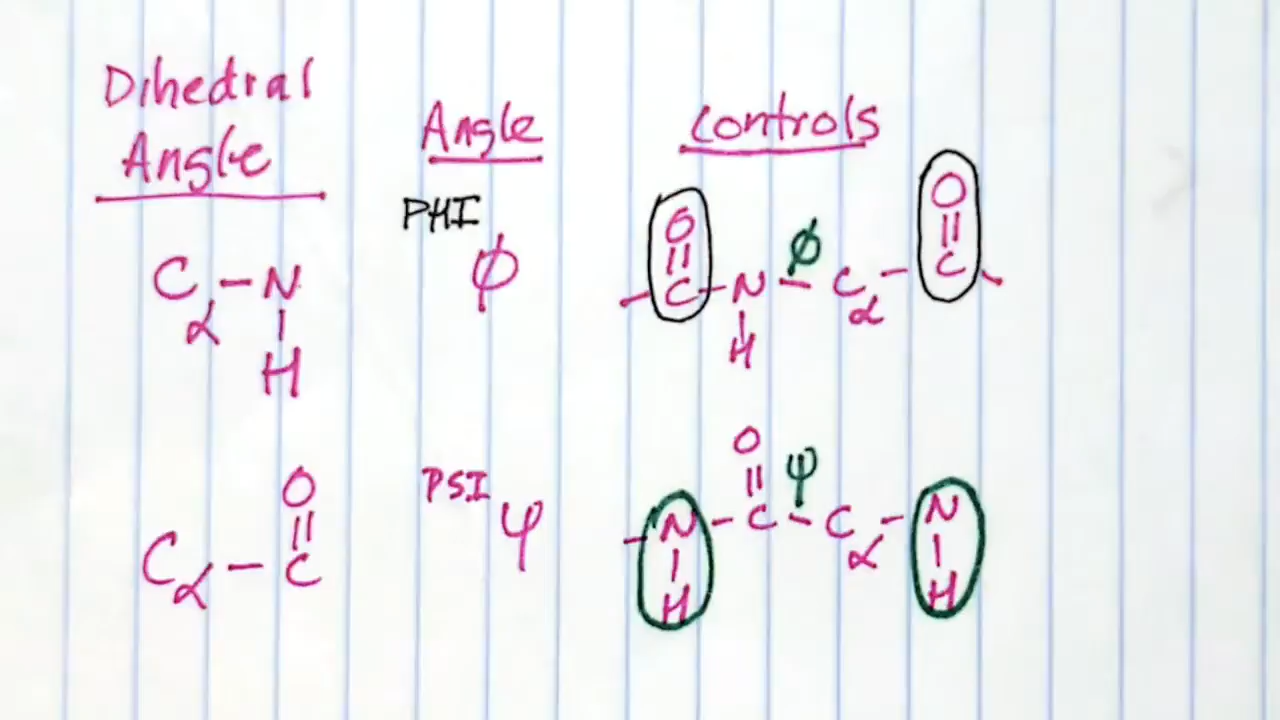 Dihedral
Angle
Angle
controls
PHI
ϕ
Cα-N
H
O
C-N-Cα-C
O
ϕ
H
PSI
ψ
Cα-C
O
O
ψ
N-C-Cα-N
H
H